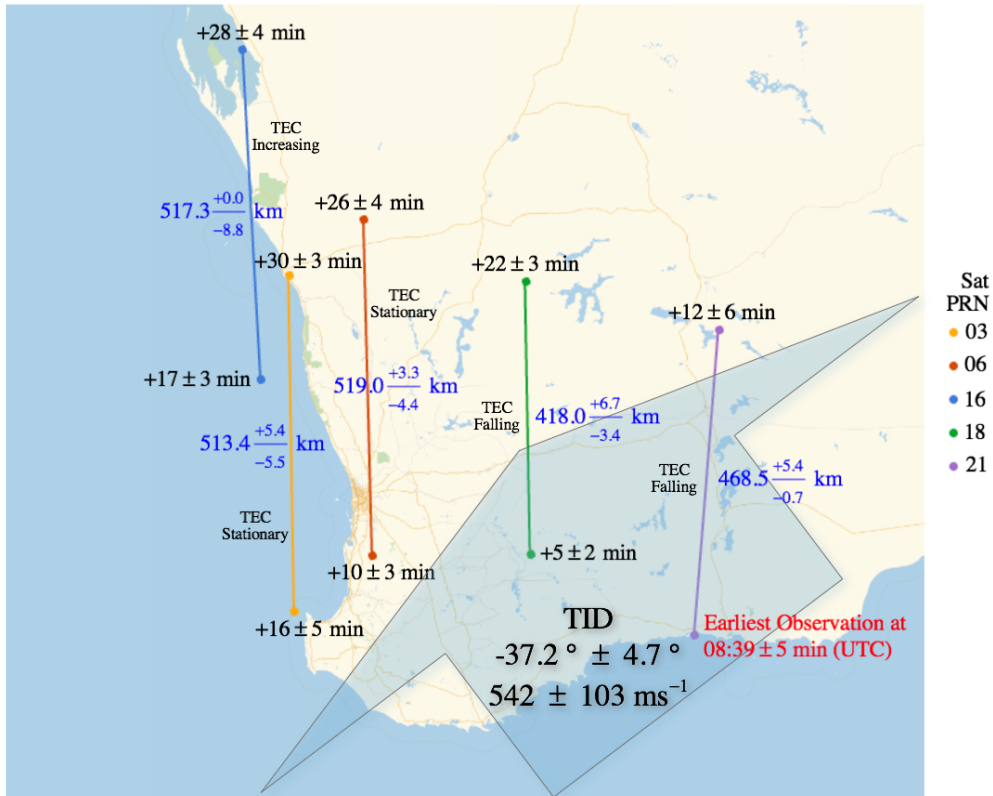 +28 ± 4 min
TEC
Increasing
517.3 +0.0 −8.8 km
+26 ± 4 min
+30 ± 3 min
+22 ± 3 min
TEC
Stationary
+12 ± 6 min
+17 ± 3 min
519.0 +3.3 −4.4 km
TEC
Falling
418.0 +6.7 −3.4 km
513.4 +5.4 −5.5 km
TEC
Falling
468.5 +5.4 −0.7 km
TEC
Stationary
+5 ± 2 min
+10 ± 3 min
+16 ± 5 min
TID
-37.2 ° ± 4.7 °
542 ± 103 ms−1
Earliest Observation at
08:39 ± 5 min (UTC)
Sat
PRN
03
06
16
18
21